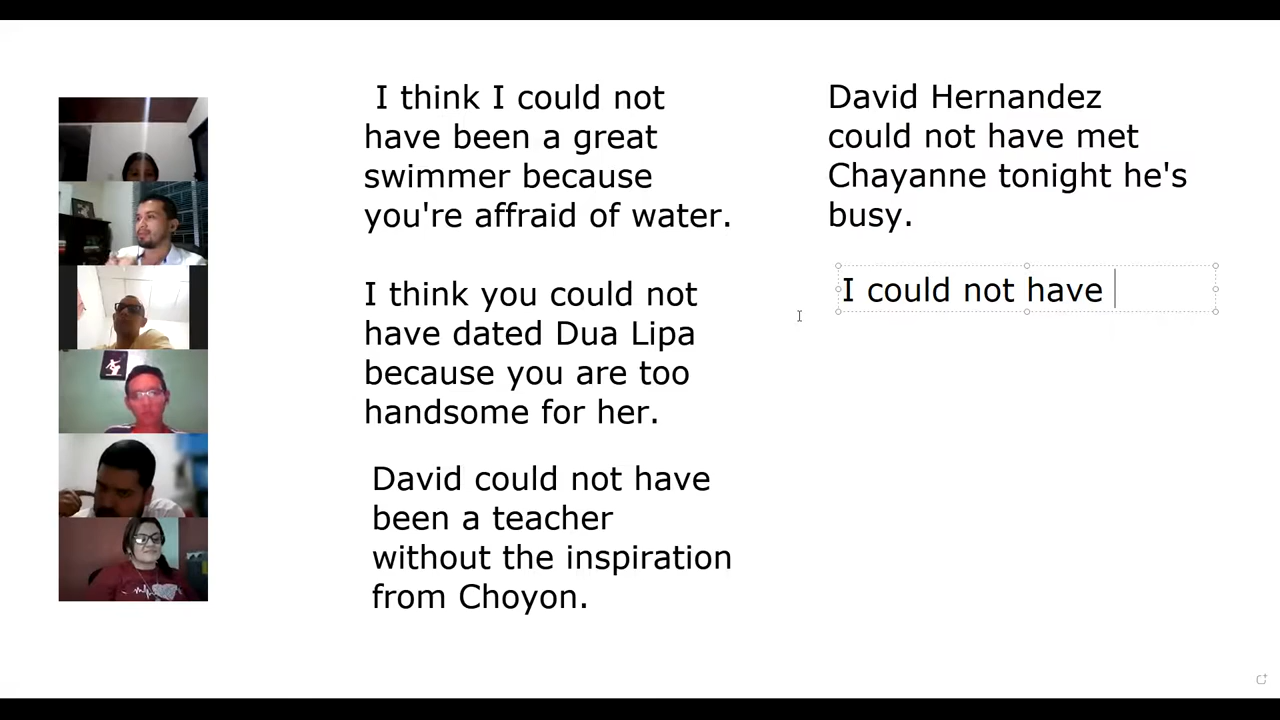 I think I could not
have been a great
swimmer because
you're affraid of water.
I think you could not
have dated Dua Lipa
because you are too
handsome for her.
David could not have
been a teacher
without the inspiration
from Choyon.
David Hernandez
could not have met
Chayanne tonight he's
busy.
I could not have